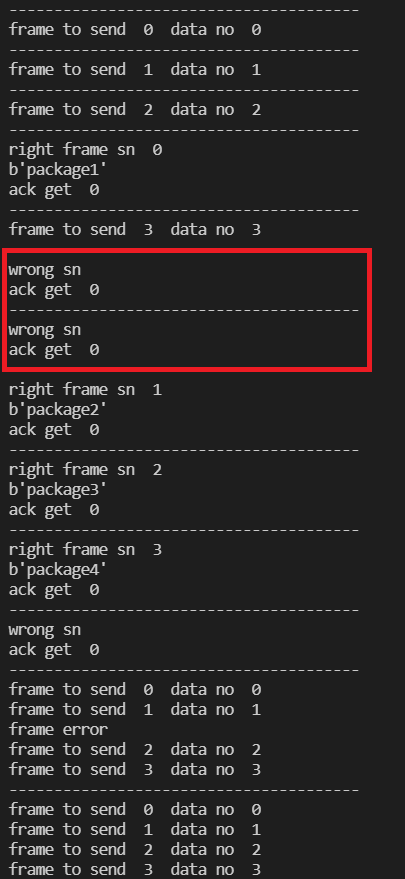 --------------------------------------
frame to send  0  data no  0
--------------------------------------
frame to send  1  data no  1
--------------------------------------
frame to send  2  data no  2
--------------------------------------
right frame sn  0
b'package1'
ack get  0
--------------------------------------
frame to send  3  data no  3
wrong sn
ack get  0
--------------------------------------
wrong sn
ack get  0
right frame sn  1
b'package2'
ack get  0
--------------------------------------
right frame sn  2
b'package3'
ack get  0
--------------------------------------
right frame sn  3
b'package4'
ack get  0
--------------------------------------
wrong sn
ack get  0
--------------------------------------
frame to send  0  data no  0
frame to send  1  data no  1
frame error
frame to send  2  data no  2
frame to send  3  data no  3
--------------------------------------
frame to send  0  data no  0
frame to send  1  data no  1
frame to send  2  data no  2
frame to send  3  data no  3